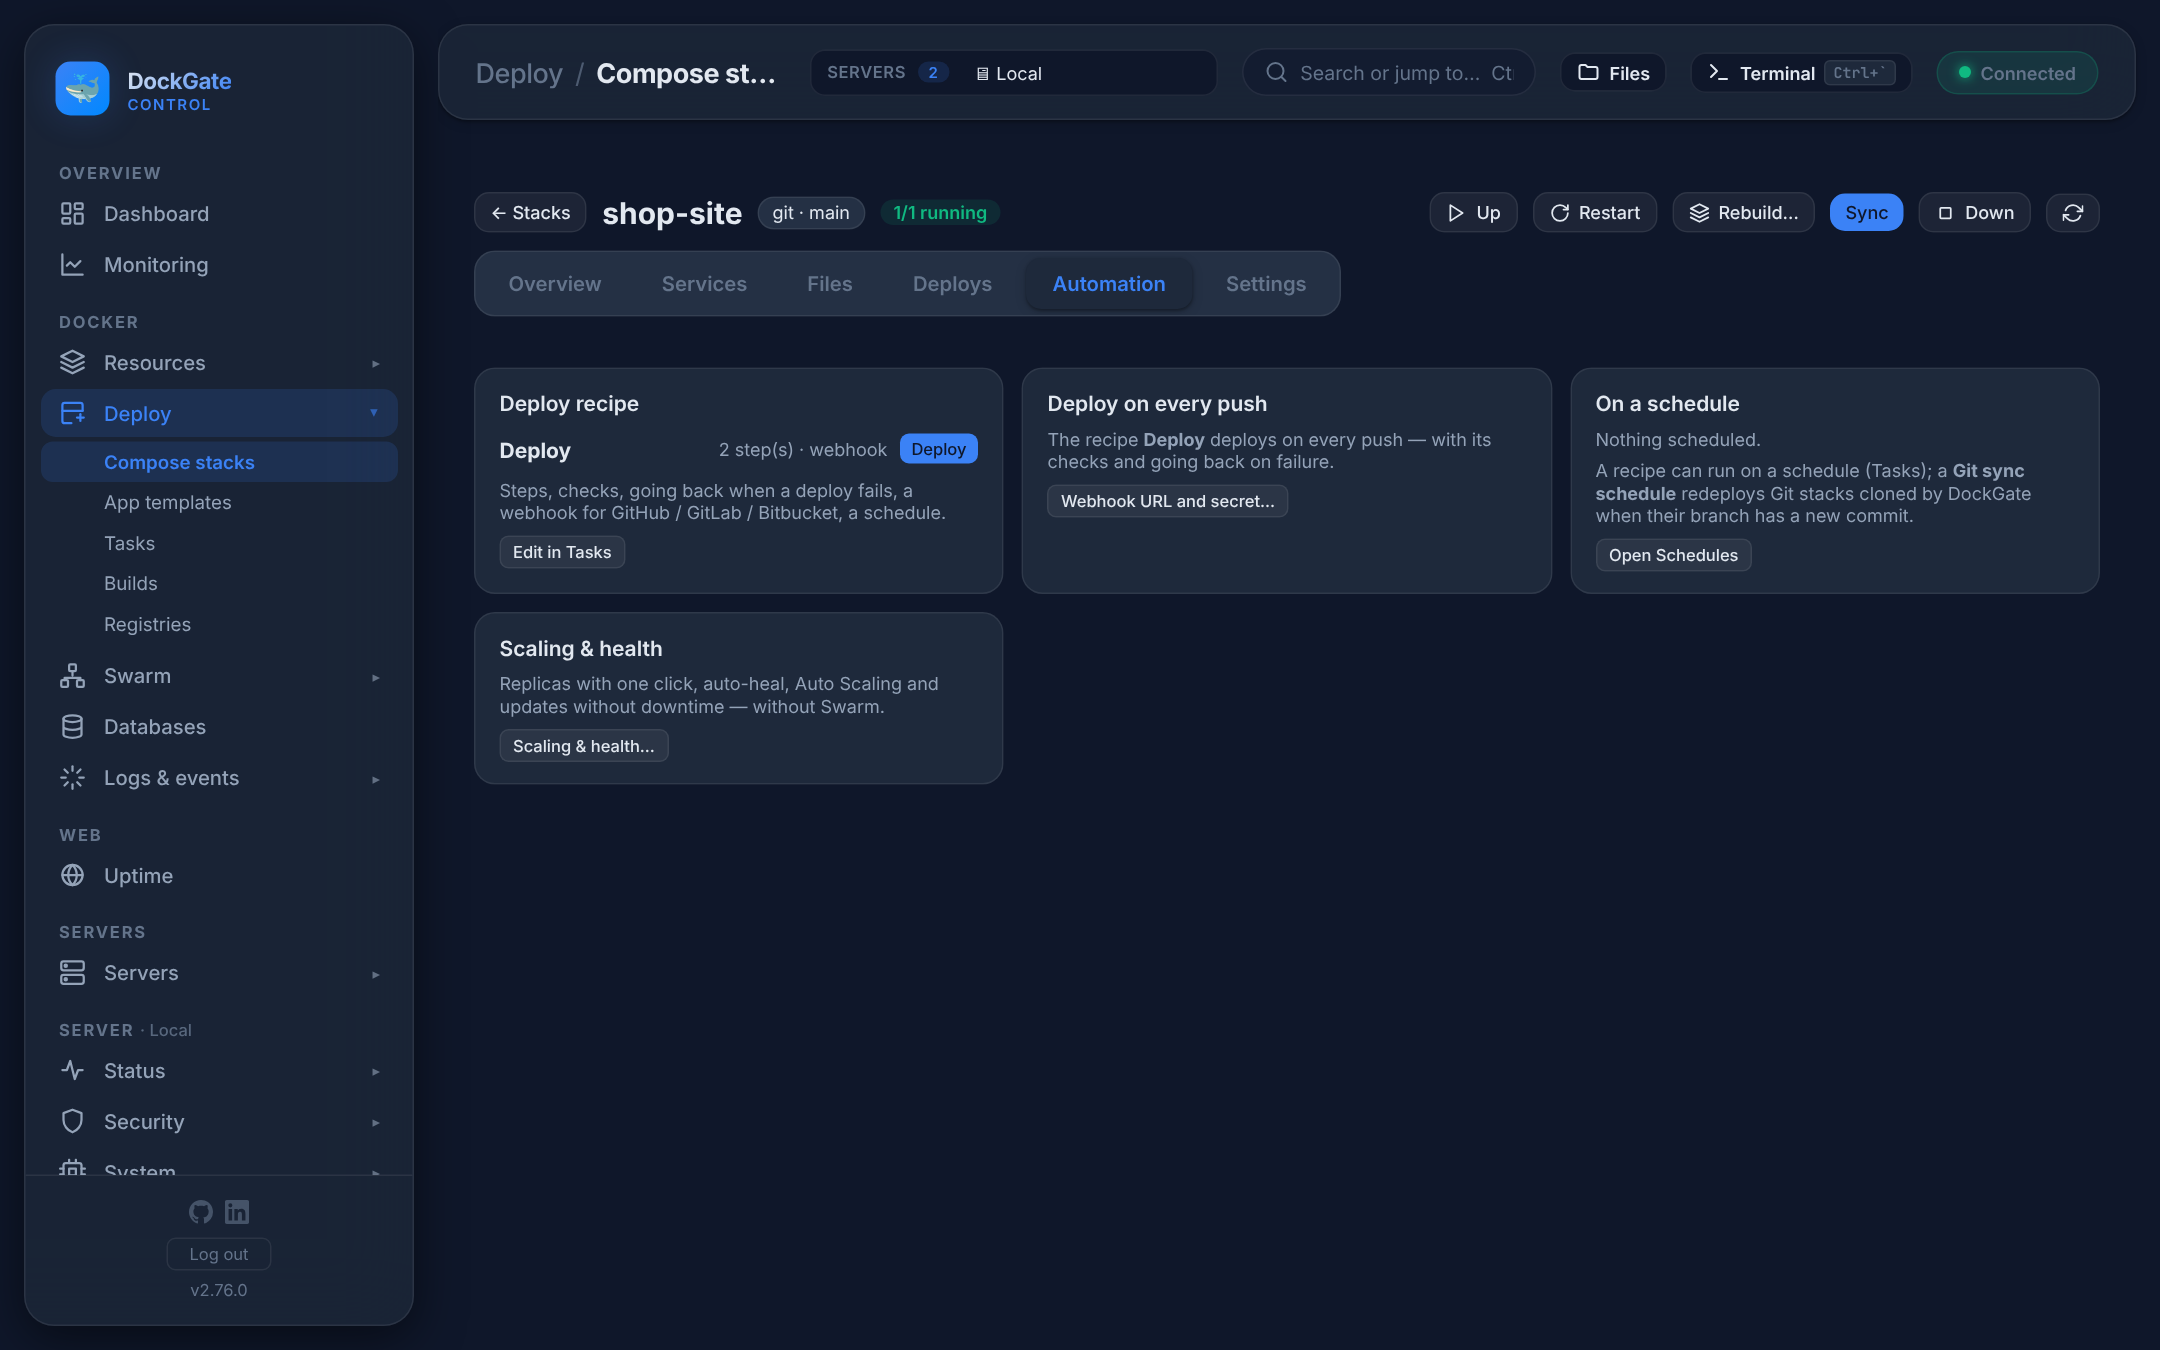 DockGate
CONTROL
OVERVIEW
Dashboard
Monitoring
DOCKER
Resources
Deploy
Compose stacks
App templates
Tasks
Builds
Registries
Swarm
Databases
Logs & events
WEB
Uptime
SERVERS
Servers
SERVER · Local
Status
Security
System
Log out
v2.76.0
Deploy / Compose st...
SERVERS 2 Local
Search or jump to... Ct
Files
Terminal Ctrl+`
Connected
← Stacks
shop-site
git · main
1/1 running
Up
Restart
Rebuild...
Sync
Down
Overview
Services
Files
Deploys
Automation
Settings
Deploy recipe
Deploy 2 step(s) · webhook Deploy
Steps, checks, going back when a deploy fails, a
webhook for GitHub / GitLab / Bitbucket, a schedule.
Edit in Tasks
Deploy on every push
The recipe Deploy deploys on every push — with its
checks and going back on failure.
Webhook URL and secret...
On a schedule
Nothing scheduled.
A recipe can run on a schedule (Tasks); a Git sync
schedule redeploys Git stacks cloned by DockGate
when their branch has a new commit.
Open Schedules
Scaling & health
Replicas with one click, auto-heal, Auto Scaling and
updates without downtime — without Swarm.
Scaling & health...